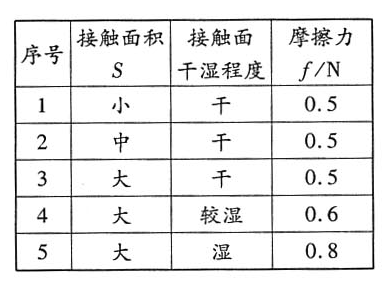 序号 接触面积 S 接触面干湿程度 摩擦力 f/N
1 小 干 0.5
2 中 干 0.5
3 大 干 0.5
4 大 较湿 0.6
5 大 湿 0.8